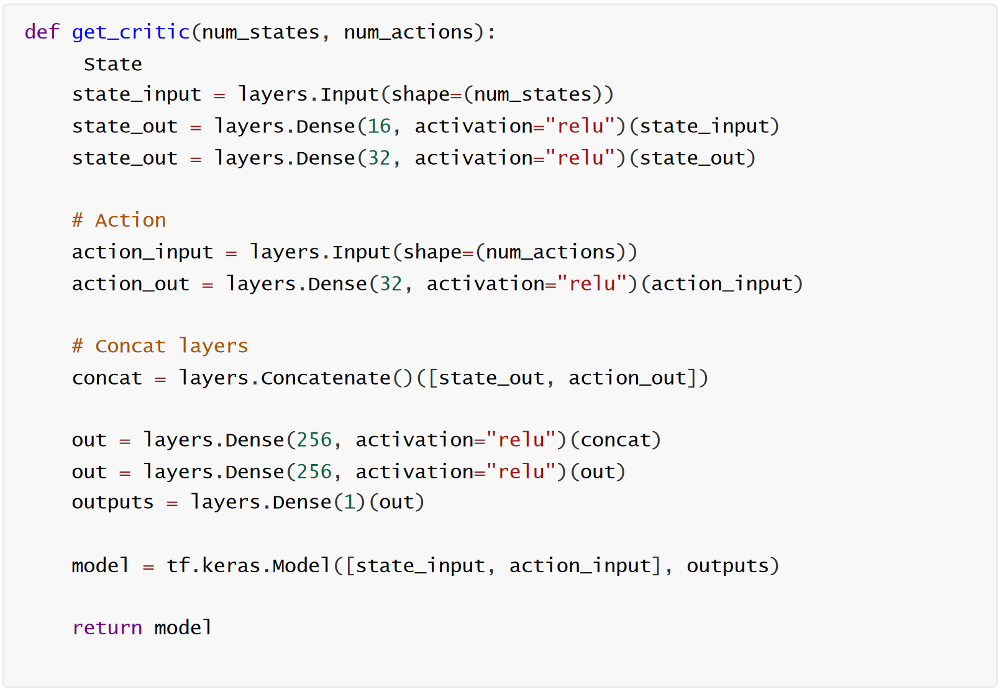 def get_critic(num_states, num_actions):
     State
    state_input = layers.Input(shape=(num_states))
    state_out = layers.Dense(16, activation="relu")(state_input)
    state_out = layers.Dense(32, activation="relu")(state_out)

    # Action
    action_input = layers.Input(shape=(num_actions))
    action_out = layers.Dense(32, activation="relu")(action_input)

    # Concat layers
    concat = layers.Concatenate()([state_out, action_out])

    out = layers.Dense(256, activation="relu")(concat)
    out = layers.Dense(256, activation="relu")(out)
    outputs = layers.Dense(1)(out)

    model = tf.keras.Model([state_input, action_input], outputs)

    return model